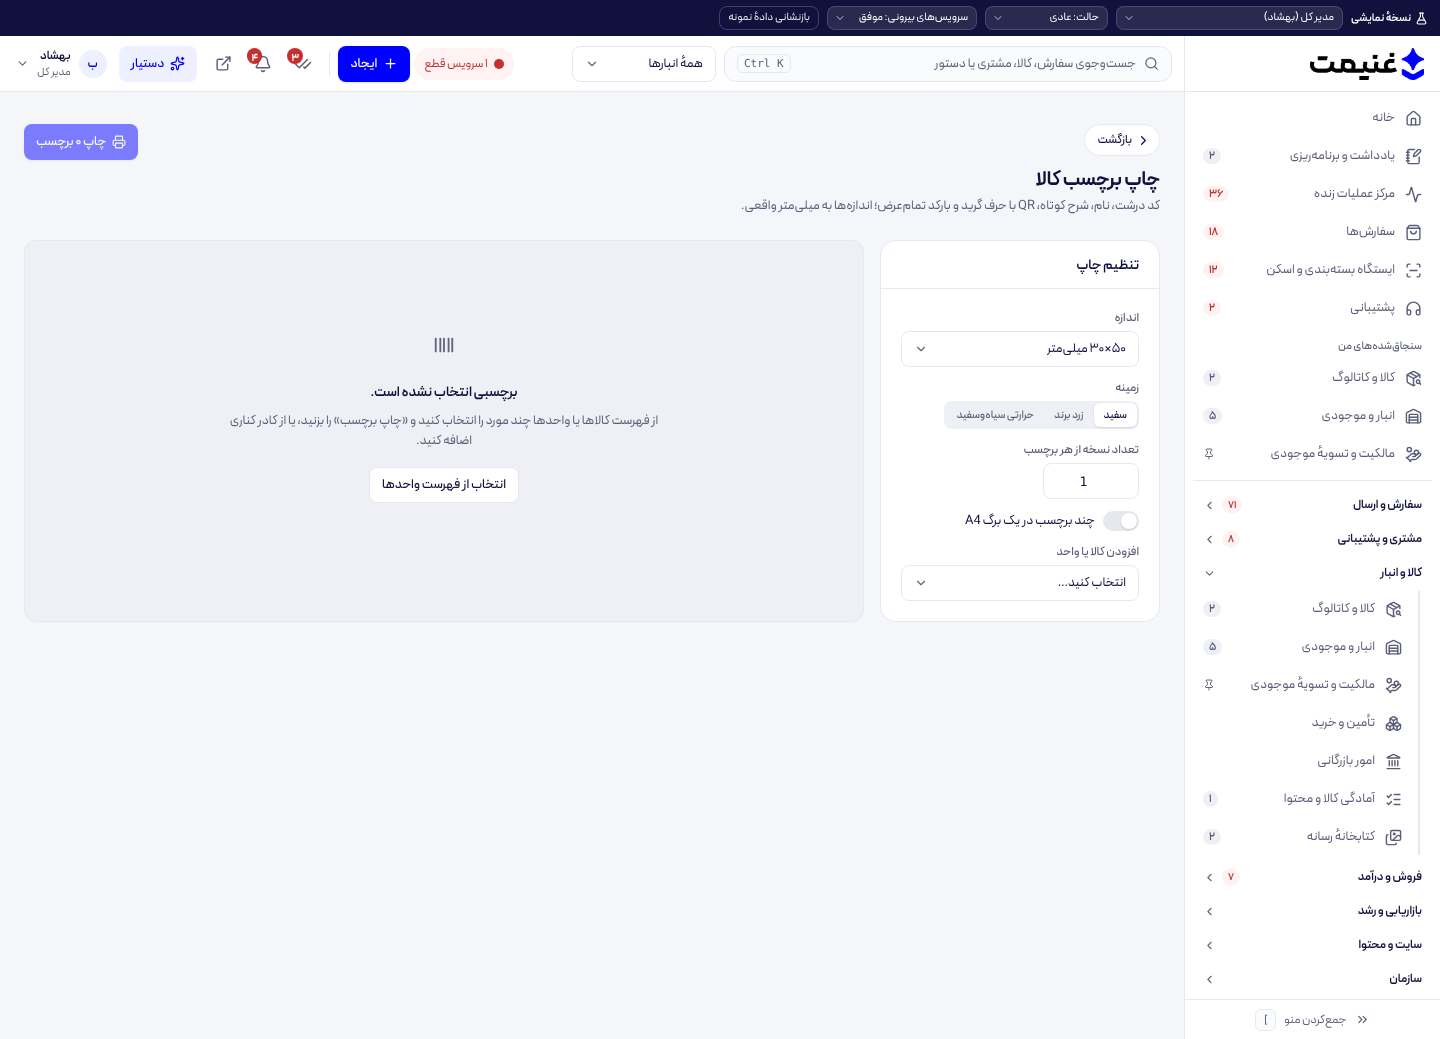 نسخهٔ نمایشی
مدیر کل (بهشاد)
حالت: عادی
سرویس‌های بیرونی: موفق
بازنشانی دادهٔ نمونه
غنیمت
جست‌وجوی سفارش، کالا، مشتری یا دستور
Ctrl K
همهٔ انبارها
۱ سرویس قطع
ایجاد
۳
۴
دستیار
ب
بهشاد
مدیر کل
خانه
یادداشت و برنامه‌ریزی
۲
مرکز عملیات زنده
۳۶
سفارش‌ها
۱۸
ایستگاه بسته‌بندی و اسکن
۱۲
پشتیبانی
۲
سنجاق‌شده‌های من
کالا و کاتالوگ
۲
انبار و موجودی
۵
مالکیت و تسویهٔ موجودی
سفارش و ارسال
۷۱
مشتری و پشتیبانی
۸
کالا و انبار
کالا و کاتالوگ
۲
انبار و موجودی
۵
مالکیت و تسویهٔ موجودی
تأمین و خرید
امور بازرگانی
آمادگی کالا و محتوا
۱
کتابخانهٔ رسانه
۲
فروش و درآمد
۷
بازاریابی و رشد
سایت و محتوا
سازمان
جمع‌کردن منو
[
بازگشت
چاپ ۰ برچسب
چاپ برچسب کالا
کد درشت، نام، شرح کوتاه، QR با حرف گرید و بارکد تمام‌عرض؛ اندازه‌ها به میلی‌متر واقعی.
تنظیم چاپ
اندازه
۵۰×۳۰ میلی‌متر
زمینه
سفید
زرد برند
حرارتی سیاه‌وسفید
تعداد نسخه از هر برچسب
1
چند برچسب در یک برگ A4
افزودن کالا یا واحد
انتخاب کنید...
برچسبی انتخاب نشده است.
از فهرست کالاها یا واحدها چند مورد را انتخاب کنید و «چاپ برچسب» را بزنید، یا از کادر کناری
اضافه کنید.
انتخاب از فهرست واحدها